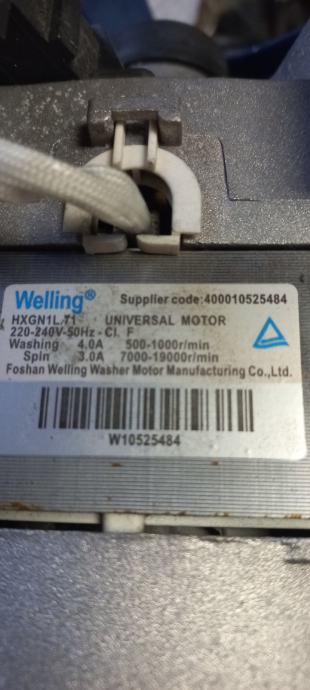 Welling® Supplier code:400010525484
HXGN1L.71 UNIVERSAL MOTOR
220-240V-50Hz - Cl. F
Washing 4.0A 500-1000r/min
Spin 3.0A 7000-19000r/min
Foshan Welling Washer Motor Manufacturing Co.,Ltd.
W10525484